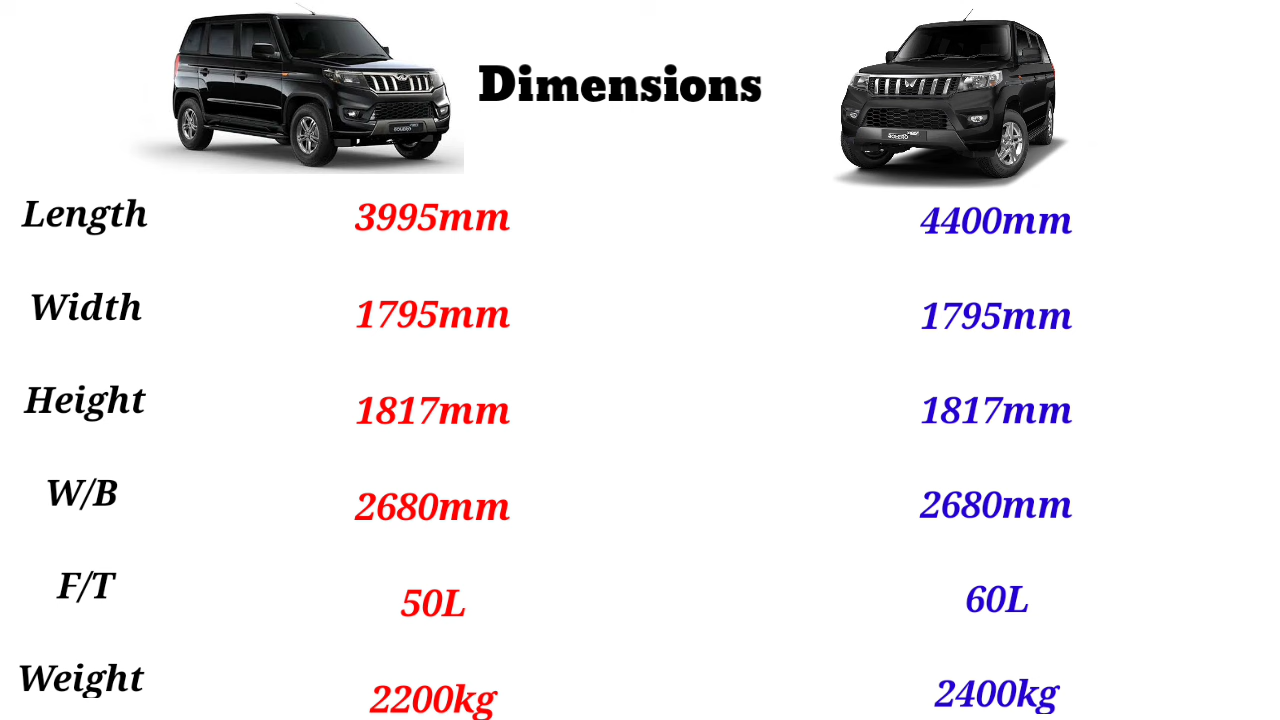 Dimensions
Length 3995mm 4400mm
Width 1795mm 1795mm
Height 1817mm 1817mm
W/B 2680mm 2680mm
F/T 50L 60L
Weight 2200kg 2400kg